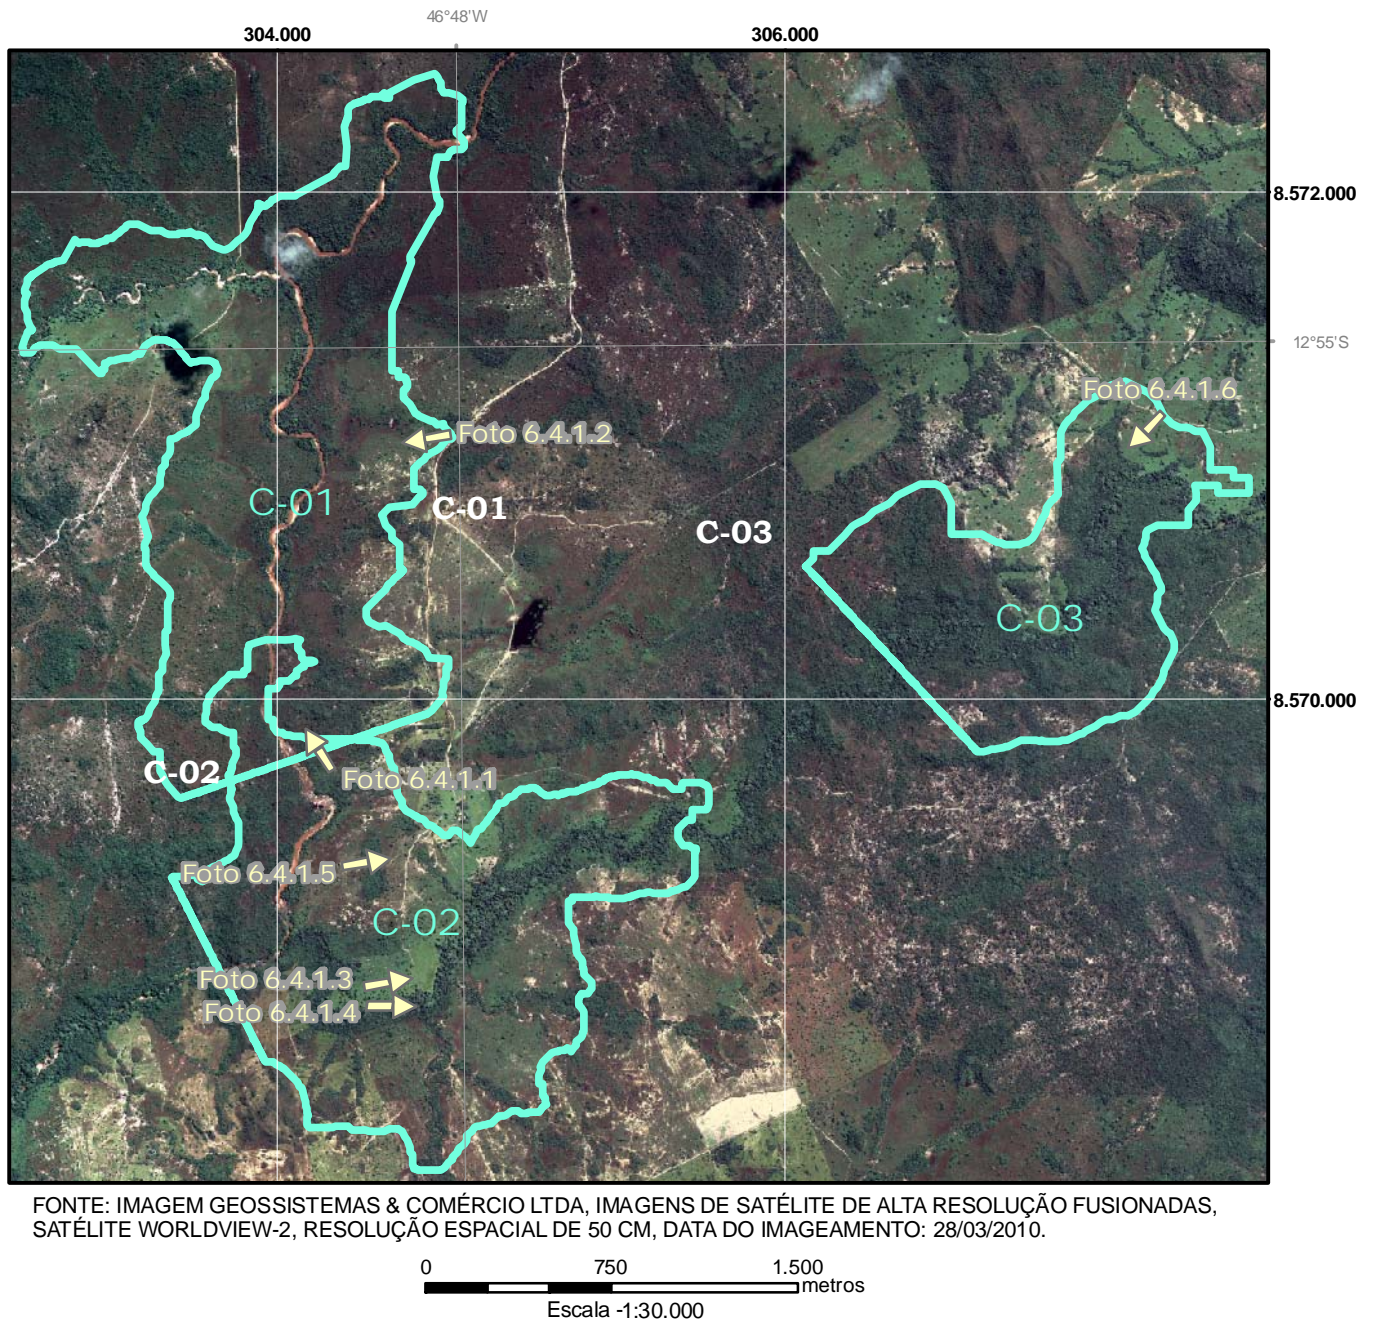 46°48'W
304.000
306.000
8.572.000
12°55'S
Foto 6.4.1.6
Foto 6.4.1.2
C-01
C-01
C-03
C-03
8.570.000
C-02
Foto 6.4.1.1
Foto 6.4.1.5
C-02
Foto 6.4.1.3
Foto 6.4.1.4
FONTE: IMAGEM GEOSSISTEMAS & COMÉRCIO LTDA, IMAGENS DE SATÉLITE DE ALTA RESOLUÇÃO FUSIONADAS,
SATÉLITE WORLDVIEW-2, RESOLUÇÃO ESPACIAL DE 50 CM, DATA DO IMAGEAMENTO: 28/03/2010.
0 750 1.500
metros
Escala -1:30.000